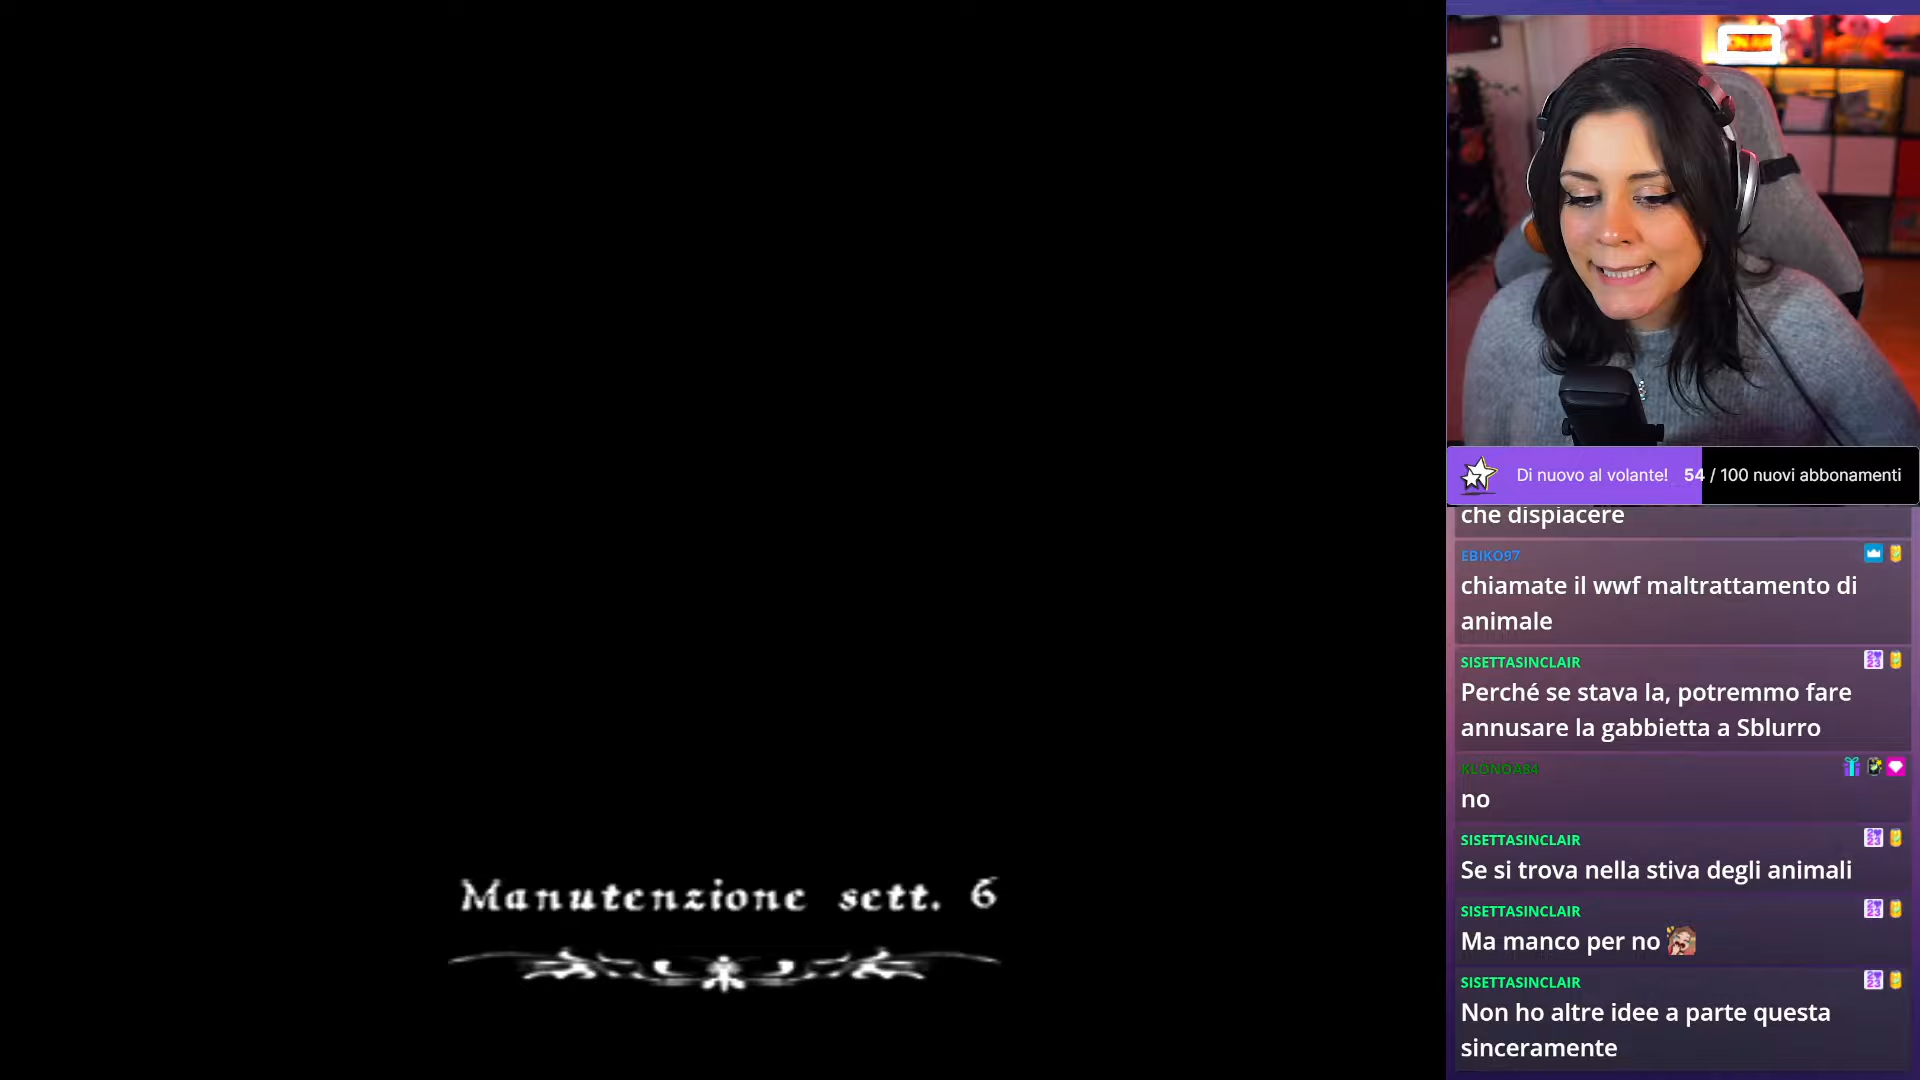 Manutenzione sett. 6
Di nuovo al volante! 54 / 100 nuovi abbonamenti
che dispiacere
EBIKO97
chiamate il wwf maltrattamento di
animale
SISETTASINCLAIR
Perché se stava la, potremmo fare
annusare la gabbietta a Sblurro
KLONOA84
no
SISETTASINCLAIR
Se si trova nella stiva degli animali
SISETTASINCLAIR
Ma manco per no
SISETTASINCLAIR
Non ho altre idee a parte questa
sinceramente